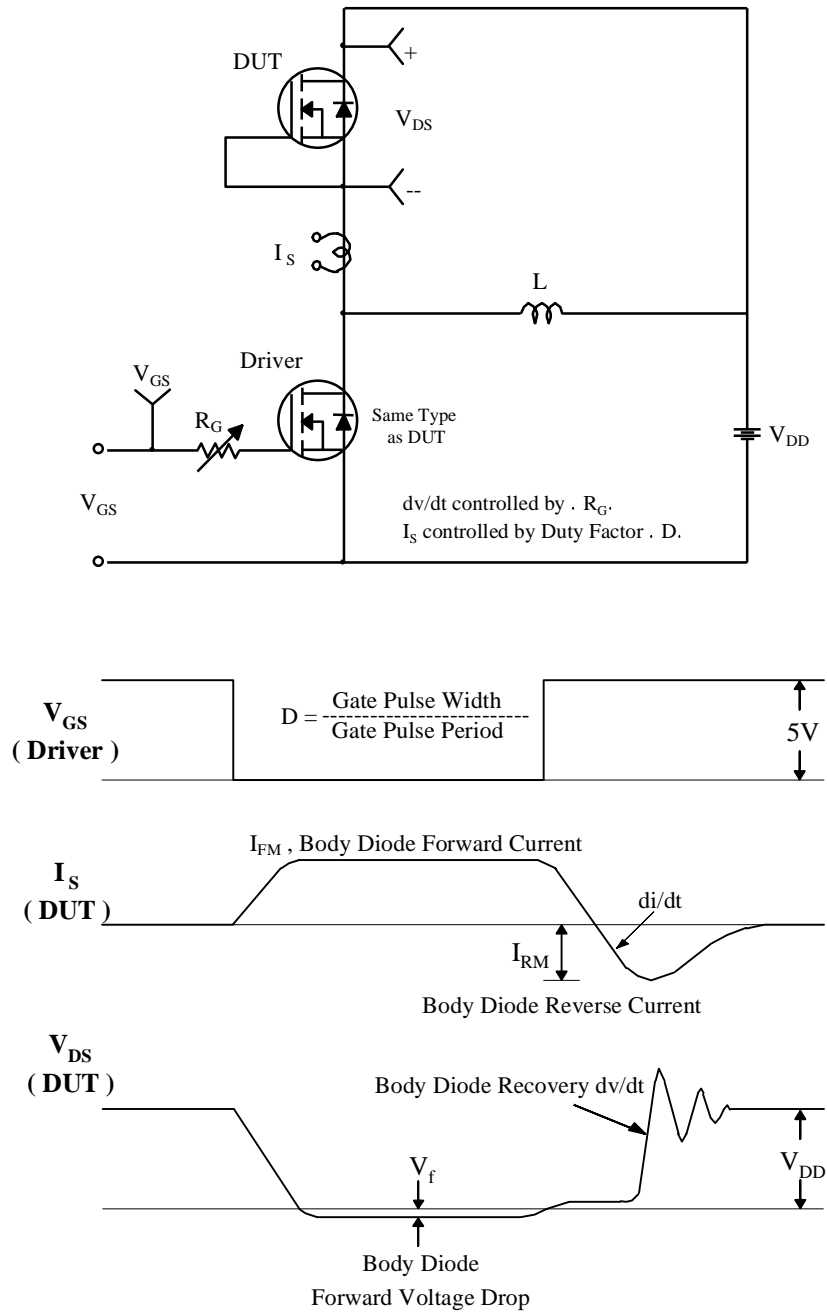 DUT
+
V_DS
--
I_S
L
Driver
V_GS
R_G
Same Type
as DUT
V_DD
V_GS
dv/dt controlled by . R_G.
I_S controlled by Duty Factor . D.
V_GS
( Driver )
D = Gate Pulse Width
Gate Pulse Period
5V
I_FM , Body Diode Forward Current
I_S
( DUT )
di/dt
I_RM
Body Diode Reverse Current
V_DS
( DUT )
Body Diode Recovery dv/dt
V_f
V_DD
Body Diode
Forward Voltage Drop